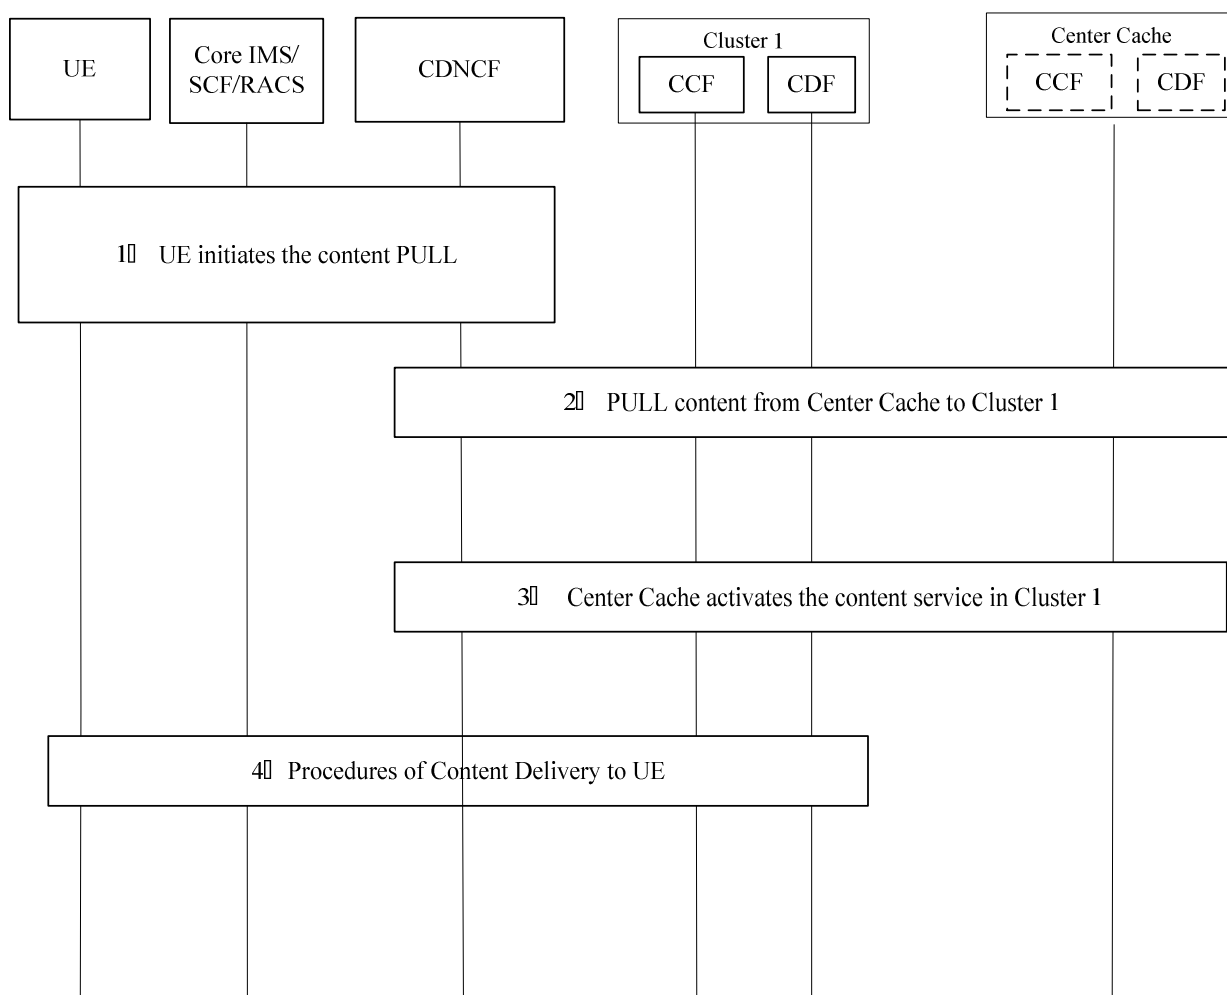 UE
Core IMS/
SCF/RACS
CDNCF
Cluster 1
CCF
CDF
Center Cache
CCF
CDF
1▯ UE initiates the content PULL
2▯ PULL content from Center Cache to Cluster 1
3▯ Center Cache activates the content service in Cluster 1
4▯ Procedures of Content Delivery to UE